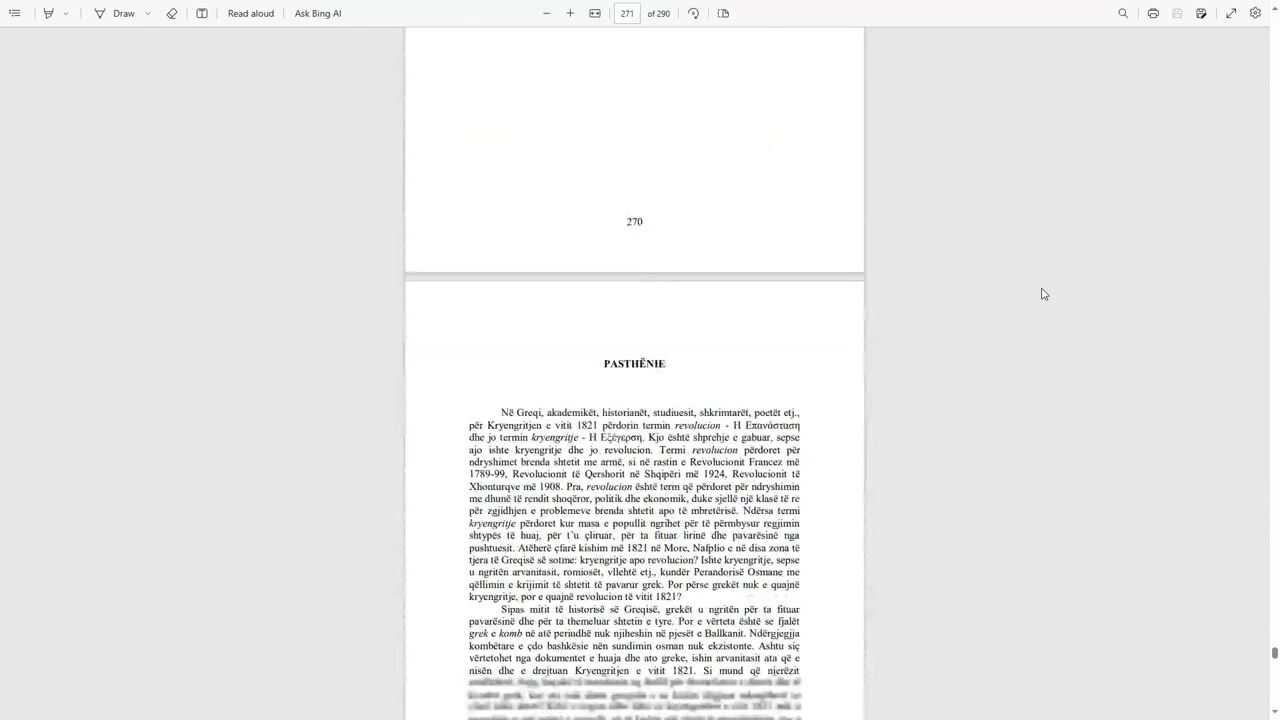 Draw
Read aloud
Ask Bing AI
271 of 290
270
PASTHËNIE
Në Greqi, akademikët, historianët, studiuesit, shkrimtarët, poetët etj.,
për Kryengritjen e vitit 1821 përdorin termin revolucion - Η Επανάσταση
dhe jo termin kryengritje - Η Εξέγερση. Kjo është shprehje e gabuar, sepse
ajo ishte kryengritje dhe jo revolucion. Termi revolucion përdoret për
ndryshimet brenda shtetit me armë, si në rastin e Revolucionit Francez më
1789-99, Revolucionit të Qershorit në Shqipëri më 1924, Revolucionit të
Xhonturqve më 1908. Pra, revolucion është term që përdoret për ndryshimin
me dhunë të rendit shoqëror, politik dhe ekonomik, duke sjellë një klasë të re
për zgjidhjen e problemeve brenda shtetit apo të mbretërisë. Ndërsa termi
kryengritje përdoret kur masa e popullit ngrihet për të përmbysur regjimin
shtypës të huaj, për t'u çliruar, për ta fituar lirinë dhe pavarësinë nga
pushtuesit. Atëherë çfarë kishim më 1821 në More, Nafplio e në disa zona të
tjera të Greqisë së sotme: kryengritje apo revolucion? Ishte kryengritje, sepse
u ngritën arvanitasit, romiosët, vllehtë etj., kundër Perandorisë Osmane me
qëllimin e krijimit të shtetit të pavarur grek. Por përse grekët nuk e quajnë
kryengritje, por e quajnë revolucion të vitit 1821?
Sipas mitit të historisë së Greqisë, grekët u ngritën për ta fituar
pavarësinë dhe për ta themeluar shtetin e tyre. Por e vërteta është se fjalët
grek e komb në atë periudhë nuk njiheshin në pjesët e Ballkanit. Ndërgjegjja
kombëtare e çdo bashkësie nën sundimin osman nuk ekzistonte. Ashtu siç
vërtetohet nga dokumentet e huaja dhe ato greke, ishin arvanitasit ata që e
nisën dhe e drejtuan Kryengritjen e vitit 1821. Si mund që njerëzit